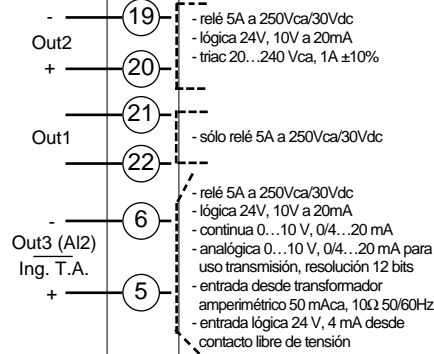 - 19 - relé 5A a 250Vca/30Vdc
Out2 - lógica 24V, 10V a 20mA
+ 20 - triac 20…240 Vca, 1A ±10%
21
Out1 - sólo relé 5A a 250Vca/30Vdc
22
- relé 5A a 250Vca/30Vdc
- 6 - lógica 24V, 10V a 20mA
- continua 0…10 V, 0/4…20 mA
Out3 (AI2) - analógica 0…10 V, 0/4…20 mA para
Ing. T.A. uso transmisión, resolución 12 bits
+ 5 - entrada desde transformador
amperimétrico 50 mAca, 10Ω 50/60Hz
- entrada lógica 24 V, 4 mA desde
contacto libre de tensión